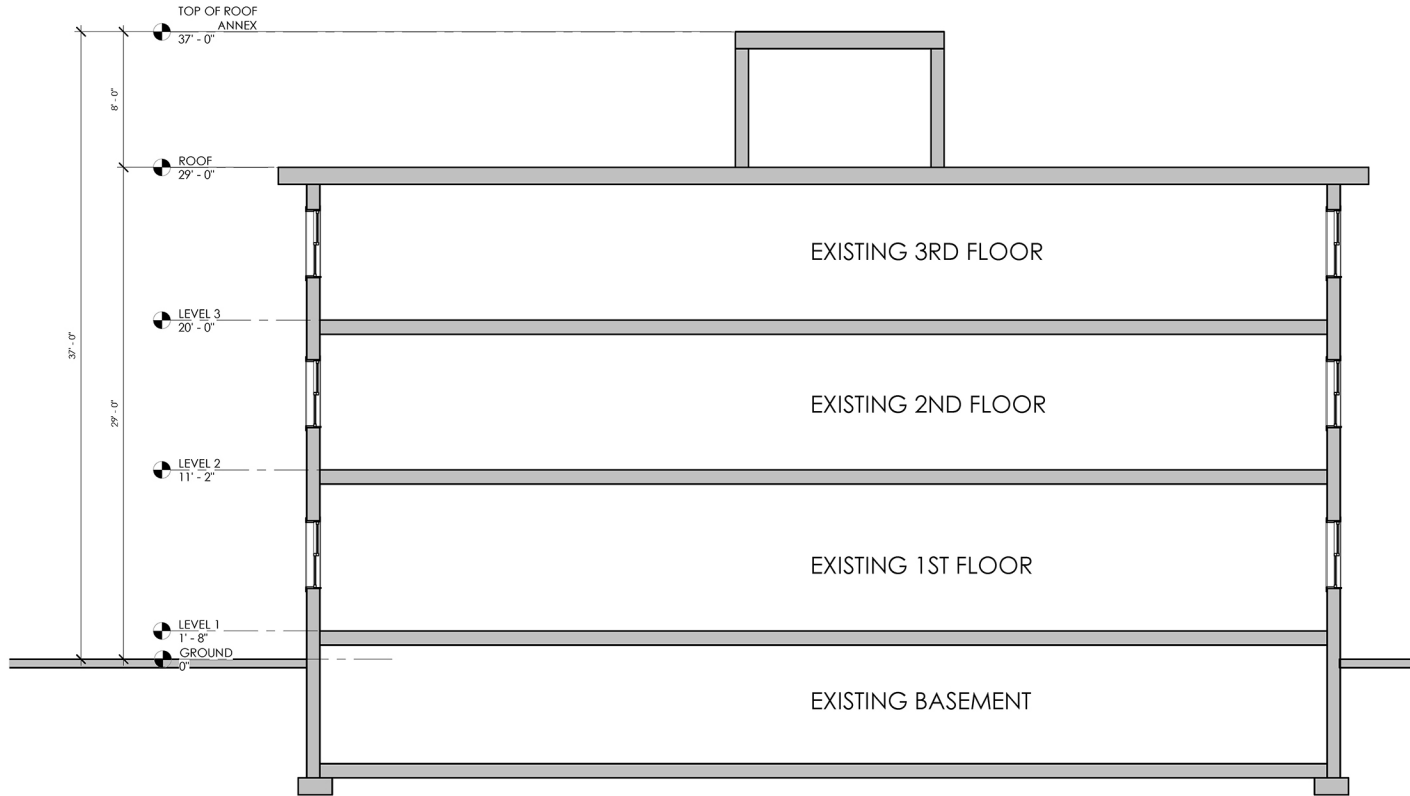 TOP OF ROOF
ANNEX
37' - 0"
8' - 0"
ROOF
29' - 0"
EXISTING 3RD FLOOR
LEVEL 3
20' - 0"
37' - 0"
29' - 0"
EXISTING 2ND FLOOR
LEVEL 2
11' - 2"
EXISTING 1ST FLOOR
LEVEL 1
1' - 8"
GROUND
0"
EXISTING BASEMENT